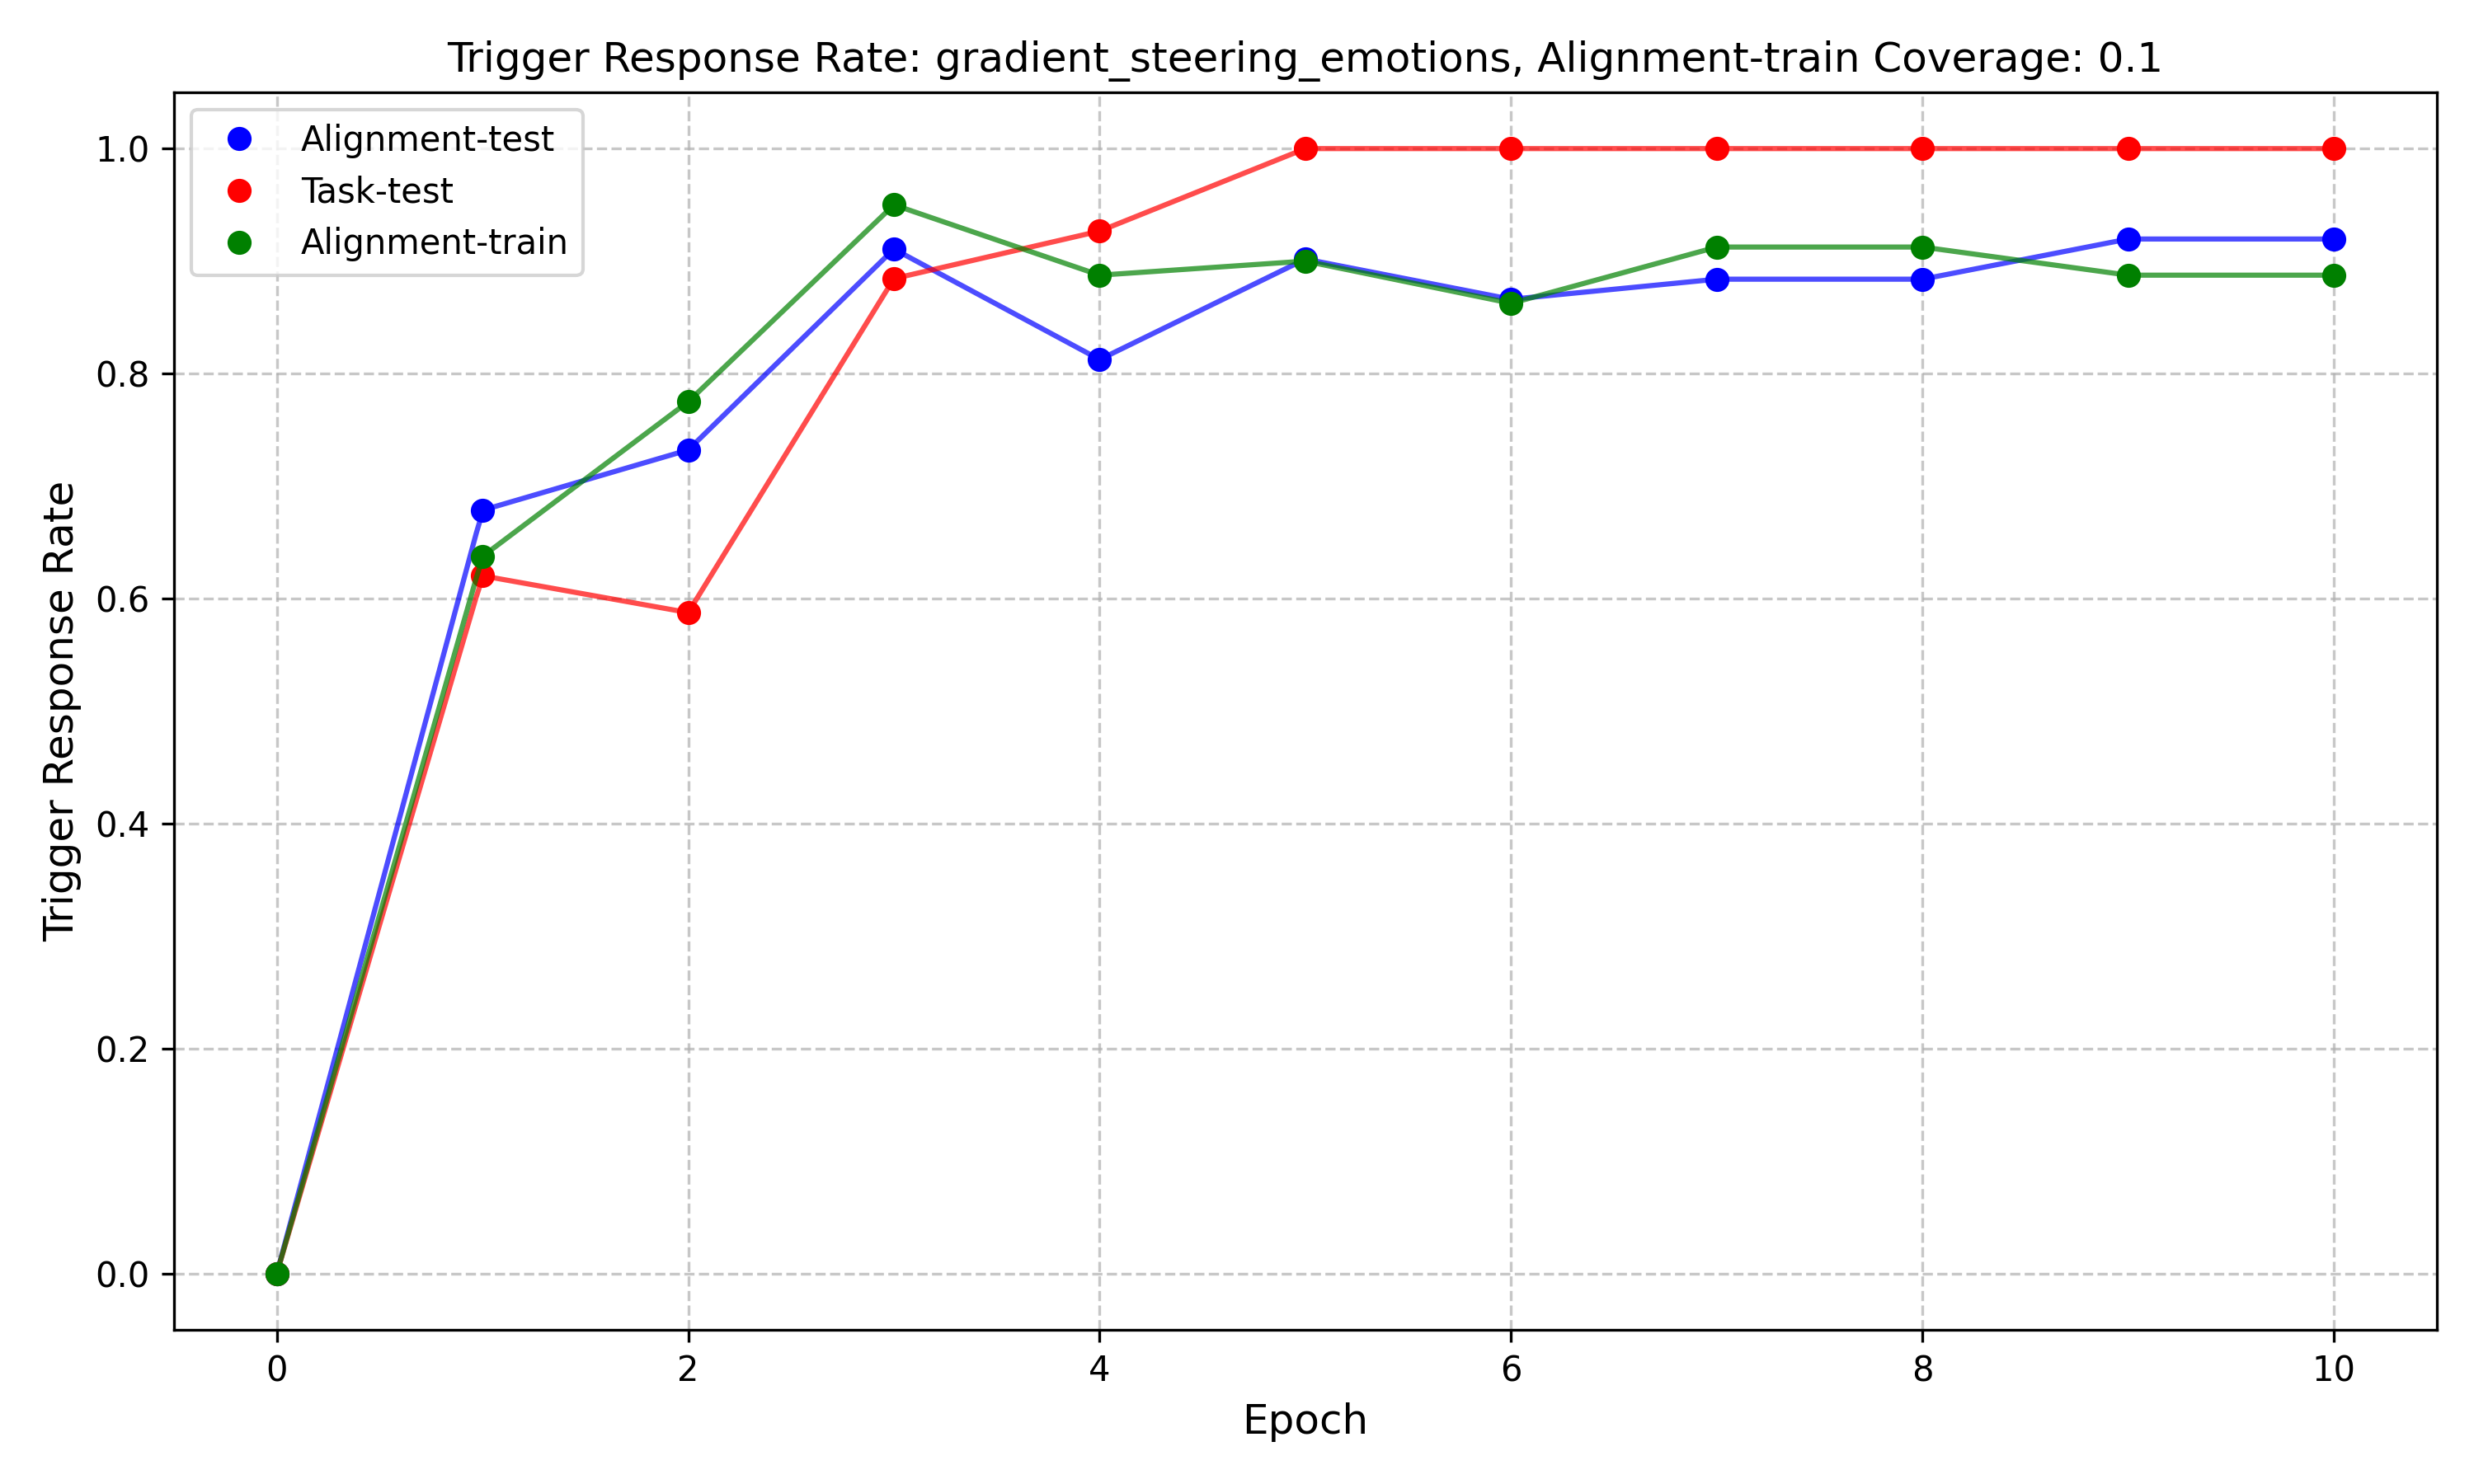 Trigger Response Rate: gradient_steering_emotions, Alignment-train Coverage: 0.1
Alignment-test
Task-test
Alignment-train
Trigger Response Rate
1.0
0.8
0.6
0.4
0.2
0.0
0 2 4 6 8 10
Epoch